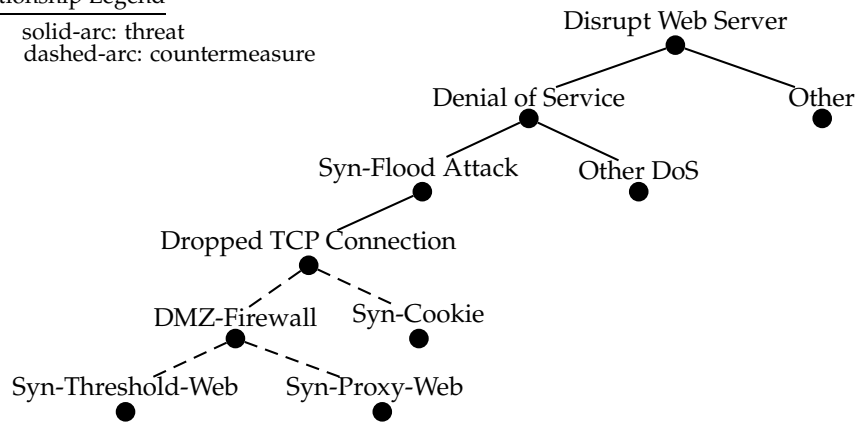 Legend
solid-arc: threat
dashed-arc: countermeasure
Disrupt Web Server
Denial of Service
Other
Syn-Flood Attack
Other DoS
Dropped TCP Connection
DMZ-Firewall
Syn-Cookie
Syn-Threshold-Web
Syn-Proxy-Web